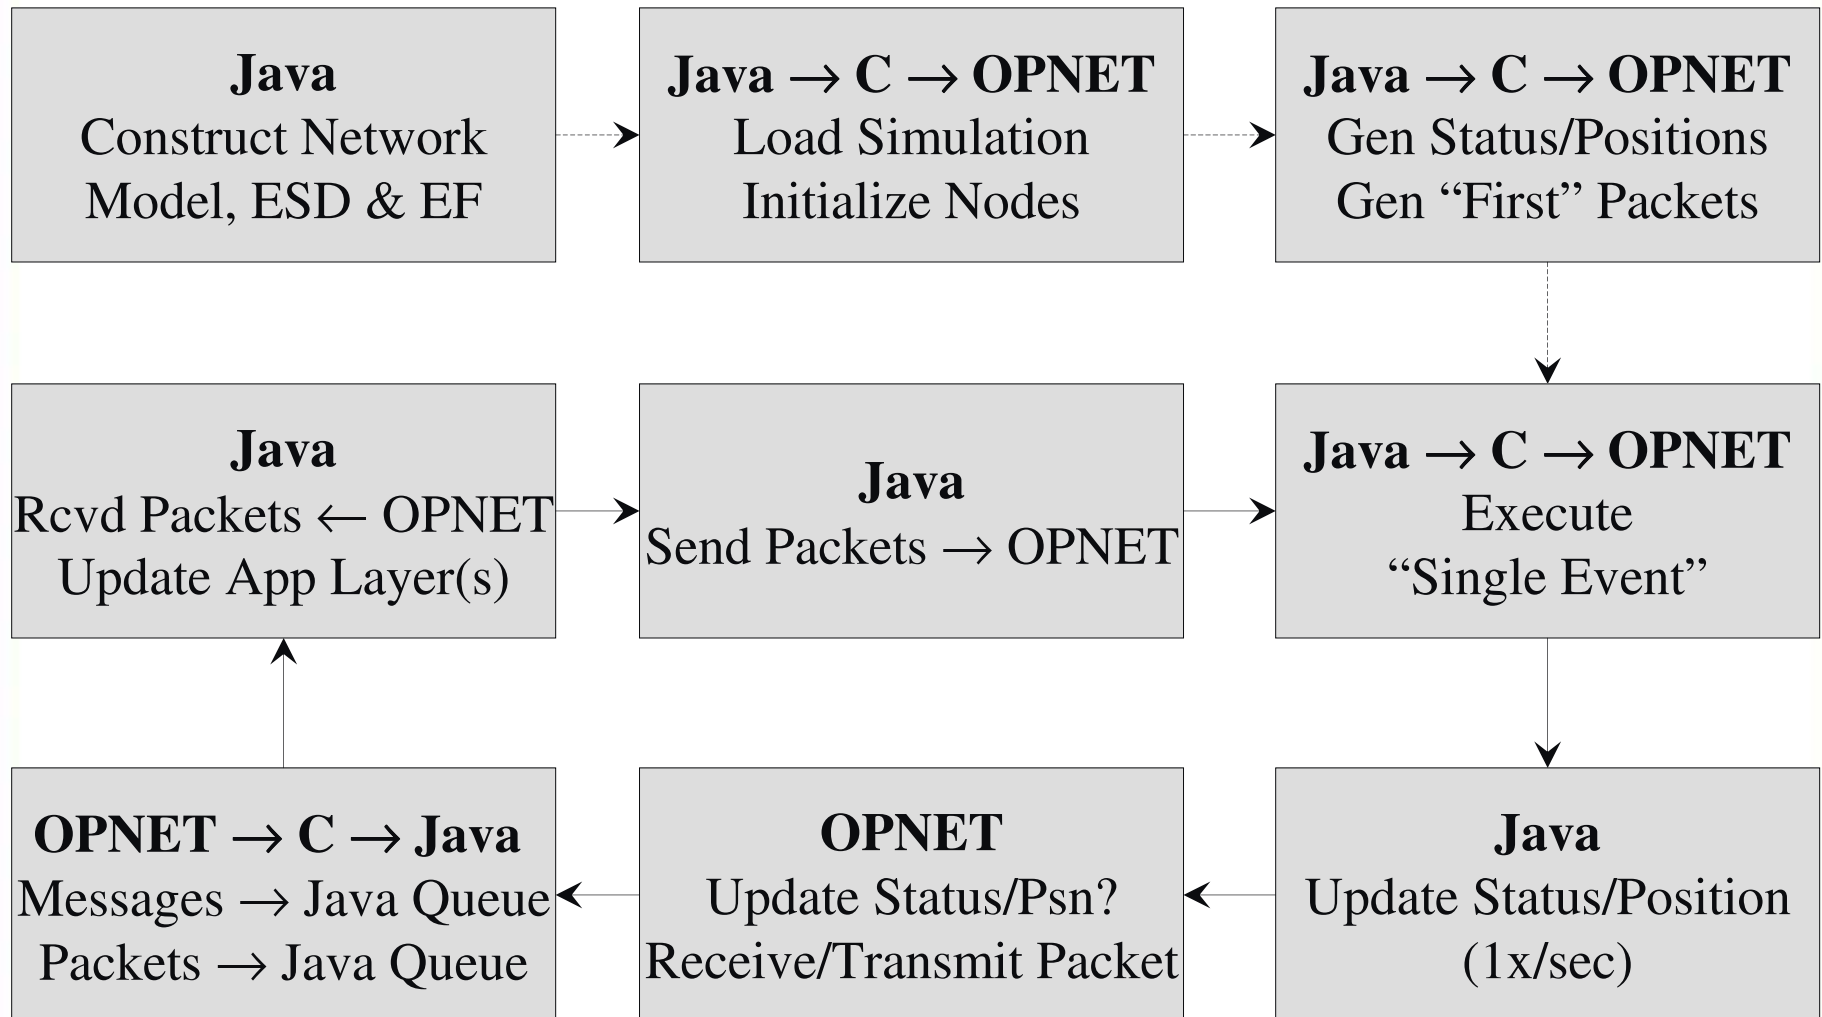 Java
Construct Network
Model, ESD & EF
Java → C → OPNET
Load Simulation
Initialize Nodes
Java → C → OPNET
Gen Status/Positions
Gen “First” Packets
Java
Rcvd Packets ← OPNET
Update App Layer(s)
Java
Send Packets → OPNET
Java → C → OPNET
Execute
“Single Event”
OPNET → C → Java
Messages → Java Queue
Packets → Java Queue
OPNET
Update Status/Psn?
Receive/Transmit Packet
Java
Update Status/Position
(1x/sec)